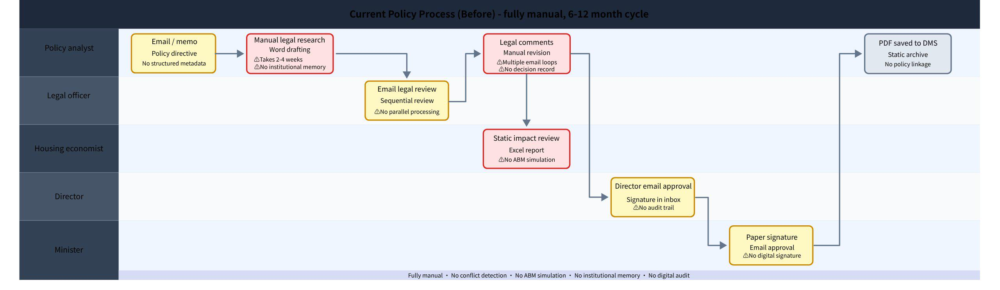 Current Policy Process (Before) - fully manual, 6-12 month cycle
Policy analyst
Email / memo
Policy directive
No structured metadata
Manual legal research
Word drafting
⚠Takes 2-4 weeks
⚠No institutional memory
Legal comments
Manual revision
⚠Multiple email loops
⚠No decision record
PDF saved to DMS
Static archive
No policy linkage
Legal officer
Email legal review
Sequential review
⚠No parallel processing
Housing economist
Static impact review
Excel report
⚠No ABM simulation
Director
Director email approval
Signature in inbox
⚠No audit trail
Minister
Paper signature
Email approval
⚠No digital signature
Fully manual • No conflict detection • No ABM simulation • No institutional memory • No digital audit